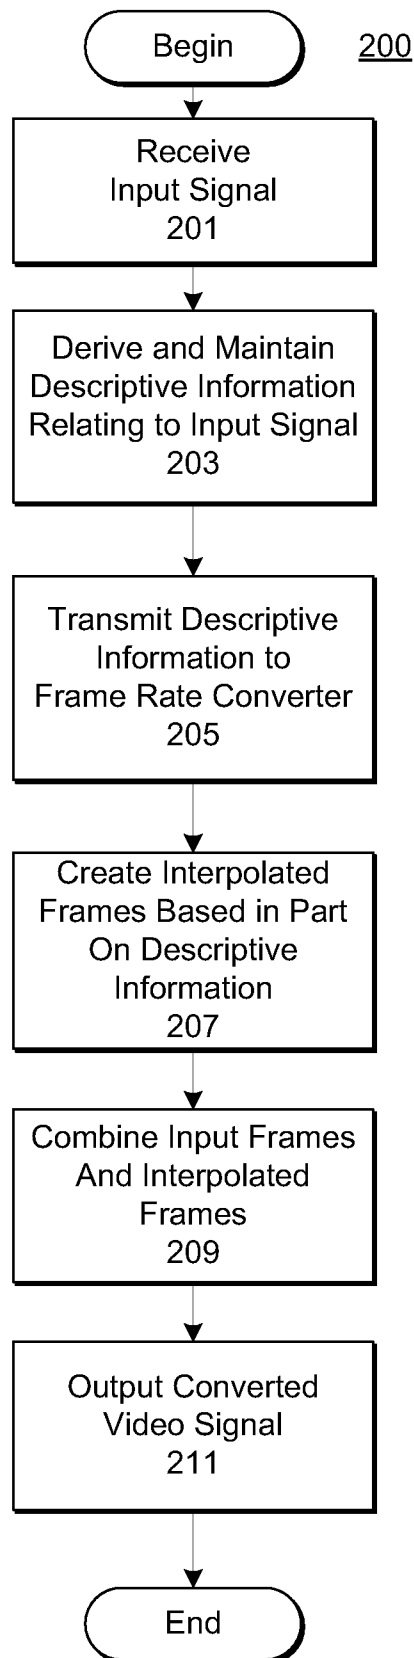 Begin
200
Receive
Input Signal
201
Derive and Maintain
Descriptive Information
Relating to Input Signal
203
Transmit Descriptive
Information to
Frame Rate Converter
205
Create Interpolated
Frames Based in Part
On Descriptive
Information
207
Combine Input Frames
And Interpolated
Frames
209
Output Converted
Video Signal
211
End